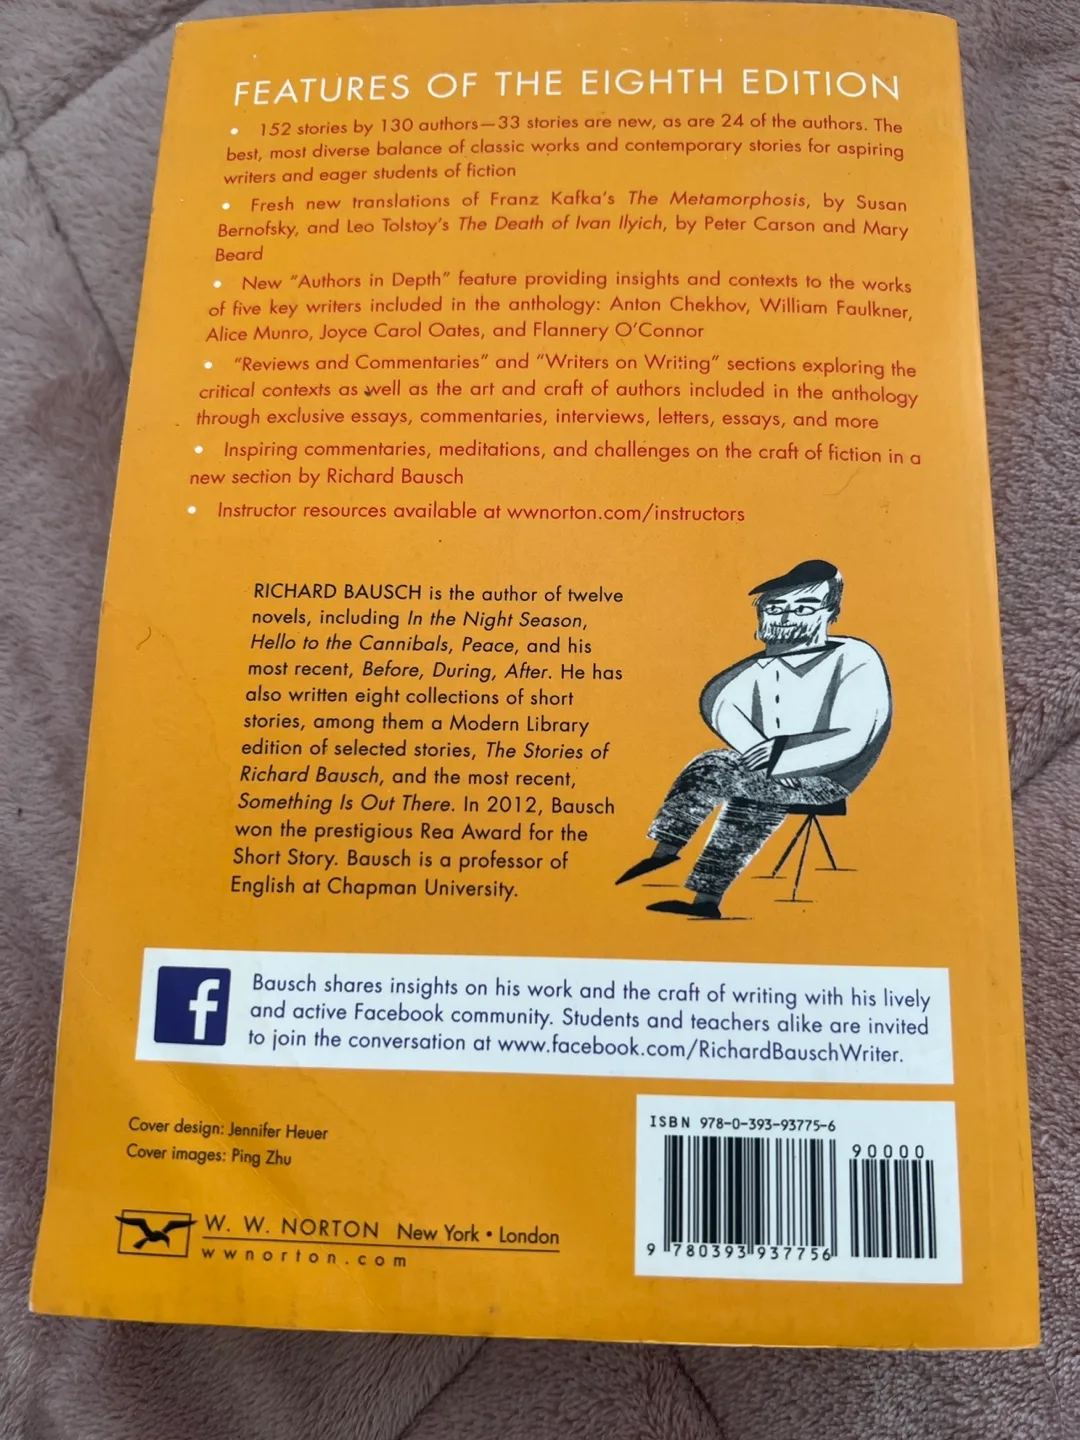 FEATURES OF THE EIGHTH EDITION
• 152 stories by 130 authors—33 stories are new, as are 24 of the authors. The
best, most diverse balance of classic works and contemporary stories for aspiring
writers and eager students of fiction
• Fresh new translations of Franz Kafka's The Metamorphosis, by Susan
Bernofsky, and Leo Tolstoy's The Death of Ivan Ilyich, by Peter Carson and Mary
Beard
• New "Authors in Depth" feature providing insights and contexts to the works
of five key writers included in the anthology: Anton Chekhov, William Faulkner,
Alice Munro, Joyce Carol Oates, and Flannery O'Connor
• "Reviews and Commentaries" and "Writers on Writing" sections exploring the
critical contexts as well as the art and craft of authors included in the anthology
through exclusive essays, commentaries, interviews, letters, essays, and more
• Inspiring commentaries, meditations, and challenges on the craft of fiction in a
new section by Richard Bausch
• Instructor resources available at wwnorton.com/instructors
RICHARD BAUSCH is the author of twelve
novels, including In the Night Season,
Hello to the Cannibals, Peace, and his
most recent, Before, During, After. He has
also written eight collections of short
stories, among them a Modern Library
edition of selected stories, The Stories of
Richard Bausch, and the most recent,
Something Is Out There. In 2012, Bausch
won the prestigious Rea Award for the
Short Story. Bausch is a professor of
English at Chapman University.
f
Bausch shares insights on his work and the craft of writing with his lively
and active Facebook community. Students and teachers alike are invited
to join the conversation at www.facebook.com/RichardBauschWriter.
Cover design: Jennifer Heuer
Cover images: Ping Zhu
W. W. NORTON New York • London
wwnorton.com
ISBN 978-0-393-93775-6
90000
9 780393 937756